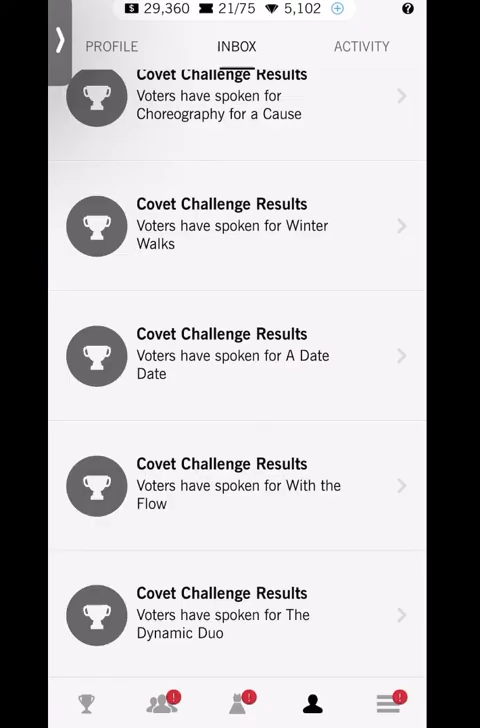 $ 29,360 21/75 5,102 + ?
PROFILE INBOX ACTIVITY
Covet Challenge Results
Voters have spoken for
Choreography for a Cause
Covet Challenge Results
Voters have spoken for Winter
Walks
Covet Challenge Results
Voters have spoken for A Date
Date
Covet Challenge Results
Voters have spoken for With the
Flow
Covet Challenge Results
Voters have spoken for The
Dynamic Duo
! ! !